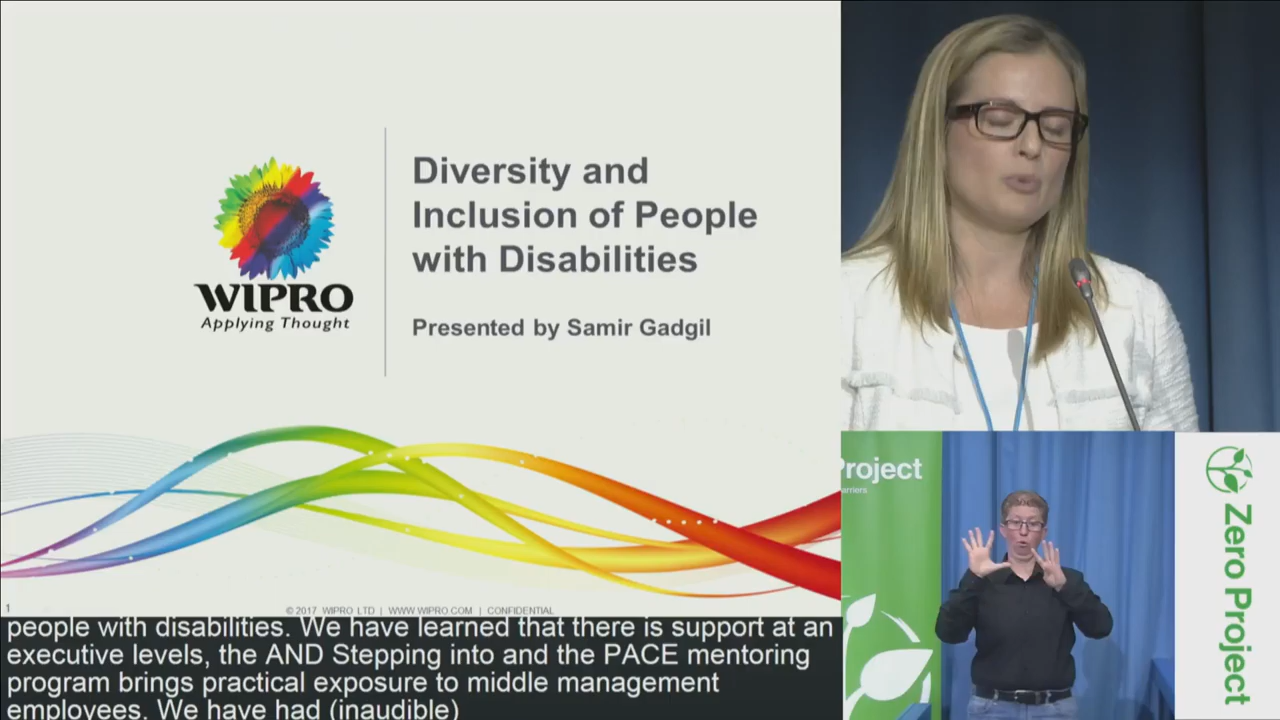 Diversity and
Inclusion of People
with Disabilities
Presented by Samir Gadgil
WIPRO
Applying Thought
1
© 2017 WIPRO LTD | WWW.WIPRO.COM | CONFIDENTIAL
people with disabilities. We have learned that there is support at an
executive levels, the AND Stepping into and the PACE mentoring
program brings practical exposure to middle management
employees. We have had (inaudible)
Project
arriers
Zero Project